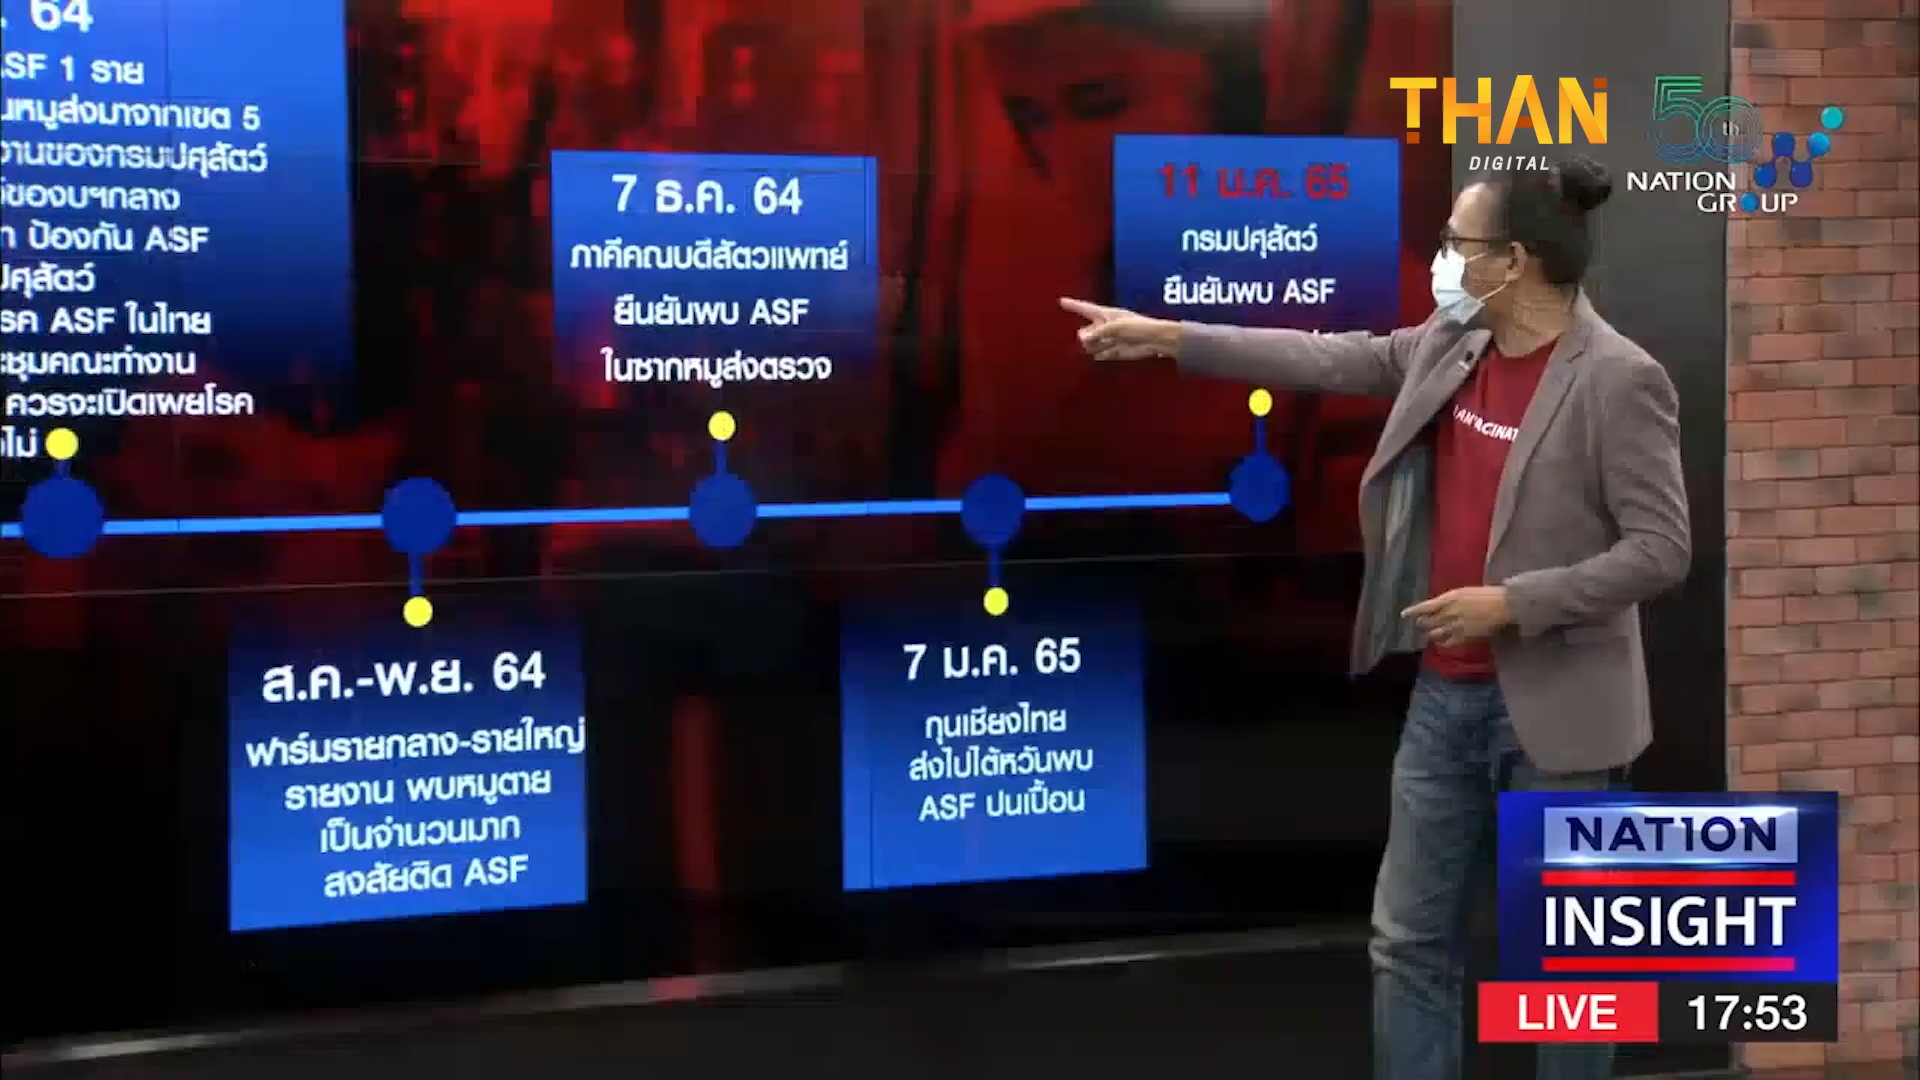 . 64
ASF 1 ราย
นหมูส่งมาจากเขต 5
งานของกรมปศุสัตว์
ของบฯกลาง
ป้องกัน ASF
ปศุสัตว์
โรค ASF ในไทย
ะชุมคณะทำงาน
ควรจะเปิดเผยโรค
ไม่
7 ธ.ค. 64
ภาคีคณบดีสัตวแพทย์
ยืนยันพบ ASF
ในซากหมูส่งตรวจ
11 ม.ค. 65
กรมปศุสัตว์
ยืนยันพบ ASF
ส.ค.-พ.ย. 64
ฟาร์มรายกลาง-รายใหญ่
รายงาน พบหมูตาย
เป็นจำนวนมาก
สงสัยติด ASF
7 ม.ค. 65
กุนเชียงไทย
ส่งไปไต้หวันพบ
ASF ปนเปื้อน
THAN
DIGITAL
50th
NATION
GROUP
I AM VACINAT
NATION
INSIGHT
LIVE 17:53